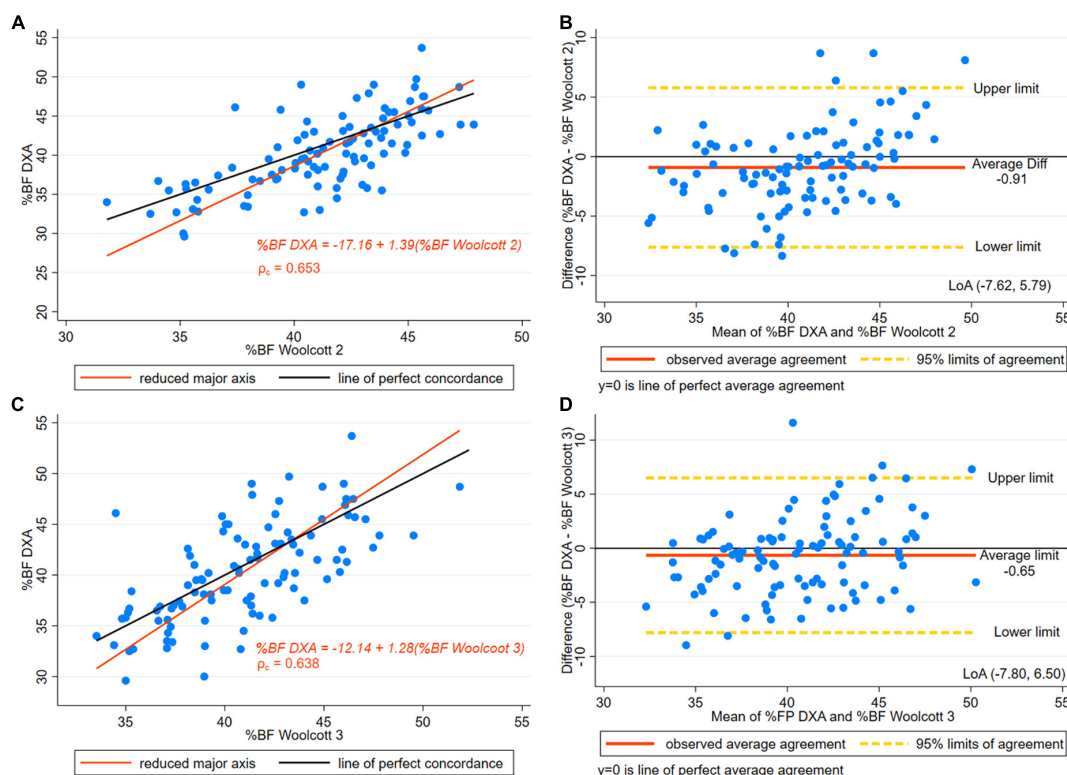 A
55
50
45
40
35
30
25
20
%BF DXA
%BF DXA = -17.16 + 1.39(%BF Woolcott 2)
ρc = 0.653
30 35 40 45 50
%BF Woolcott 2
reduced major axis line of perfect concordance
B
10
5
0
-5
-10
Difference (%BF DXA - %BF Woolcott 2)
Upper limit
Average Diff
-0.91
Lower limit
LoA (-7.62, 5.79)
30 35 40 45 50 55
Mean of %BF DXA and %BF Woolcott 2
observed average agreement 95% limits of agreement
y=0 is line of perfect average agreement
C
55
50
45
40
35
30
%BF DXA
%BF DXA = -12.14 + 1.28(%BF Woolcoot 3)
ρc = 0.638
35 40 45 50 55
%BF Woolcott 3
reduced major axis line of perfect concordance
D
10
5
0
-5
-10
Difference (%BF DXA - %BF Woolcott 3)
Upper limit
Average limit
-0.65
Lower limit
LoA (-7.80, 6.50)
30 35 40 45 50 55
Mean of %FP DXA and %BF Woolcott 3
observed average agreement 95% limits of agreement
y=0 is line of perfect average agreement